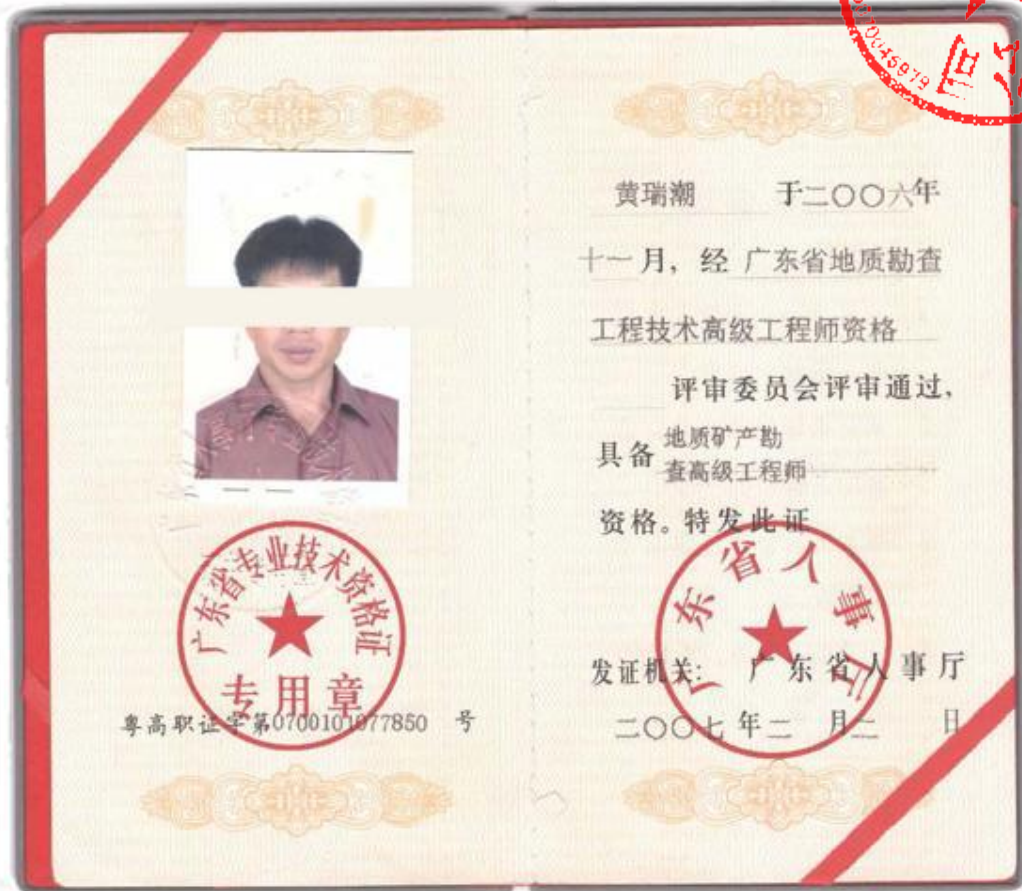 广东省专业技术资格证
专用章
粤高职证字第0700101077850 号
黄瑞潮 于二〇〇六年
十一月，经 广东省地质勘查
工程技术高级工程师资格
评审委员会评审通过，
具备 地质矿产勘
查高级工程师
资格。特发此证
广东省人事厅
发证机关： 广东省人事厅
二〇〇七年二 月二 日